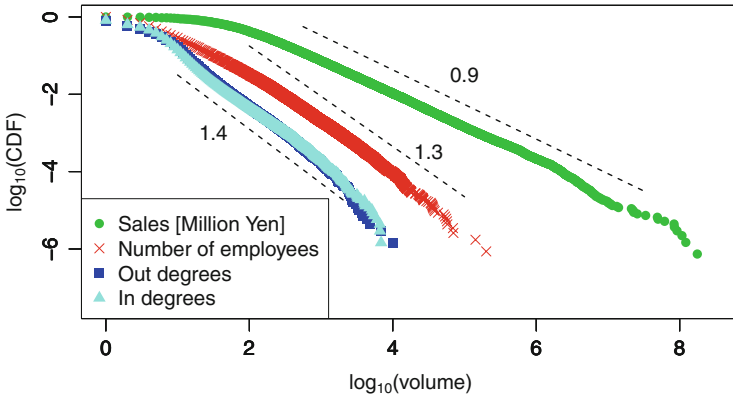 log10(CDF)
0
-2
-4
-6
0.9
1.3
1.4
Sales [Million Yen]
Number of employees
Out degrees
In degrees
0
2
4
6
8
log10(volume)